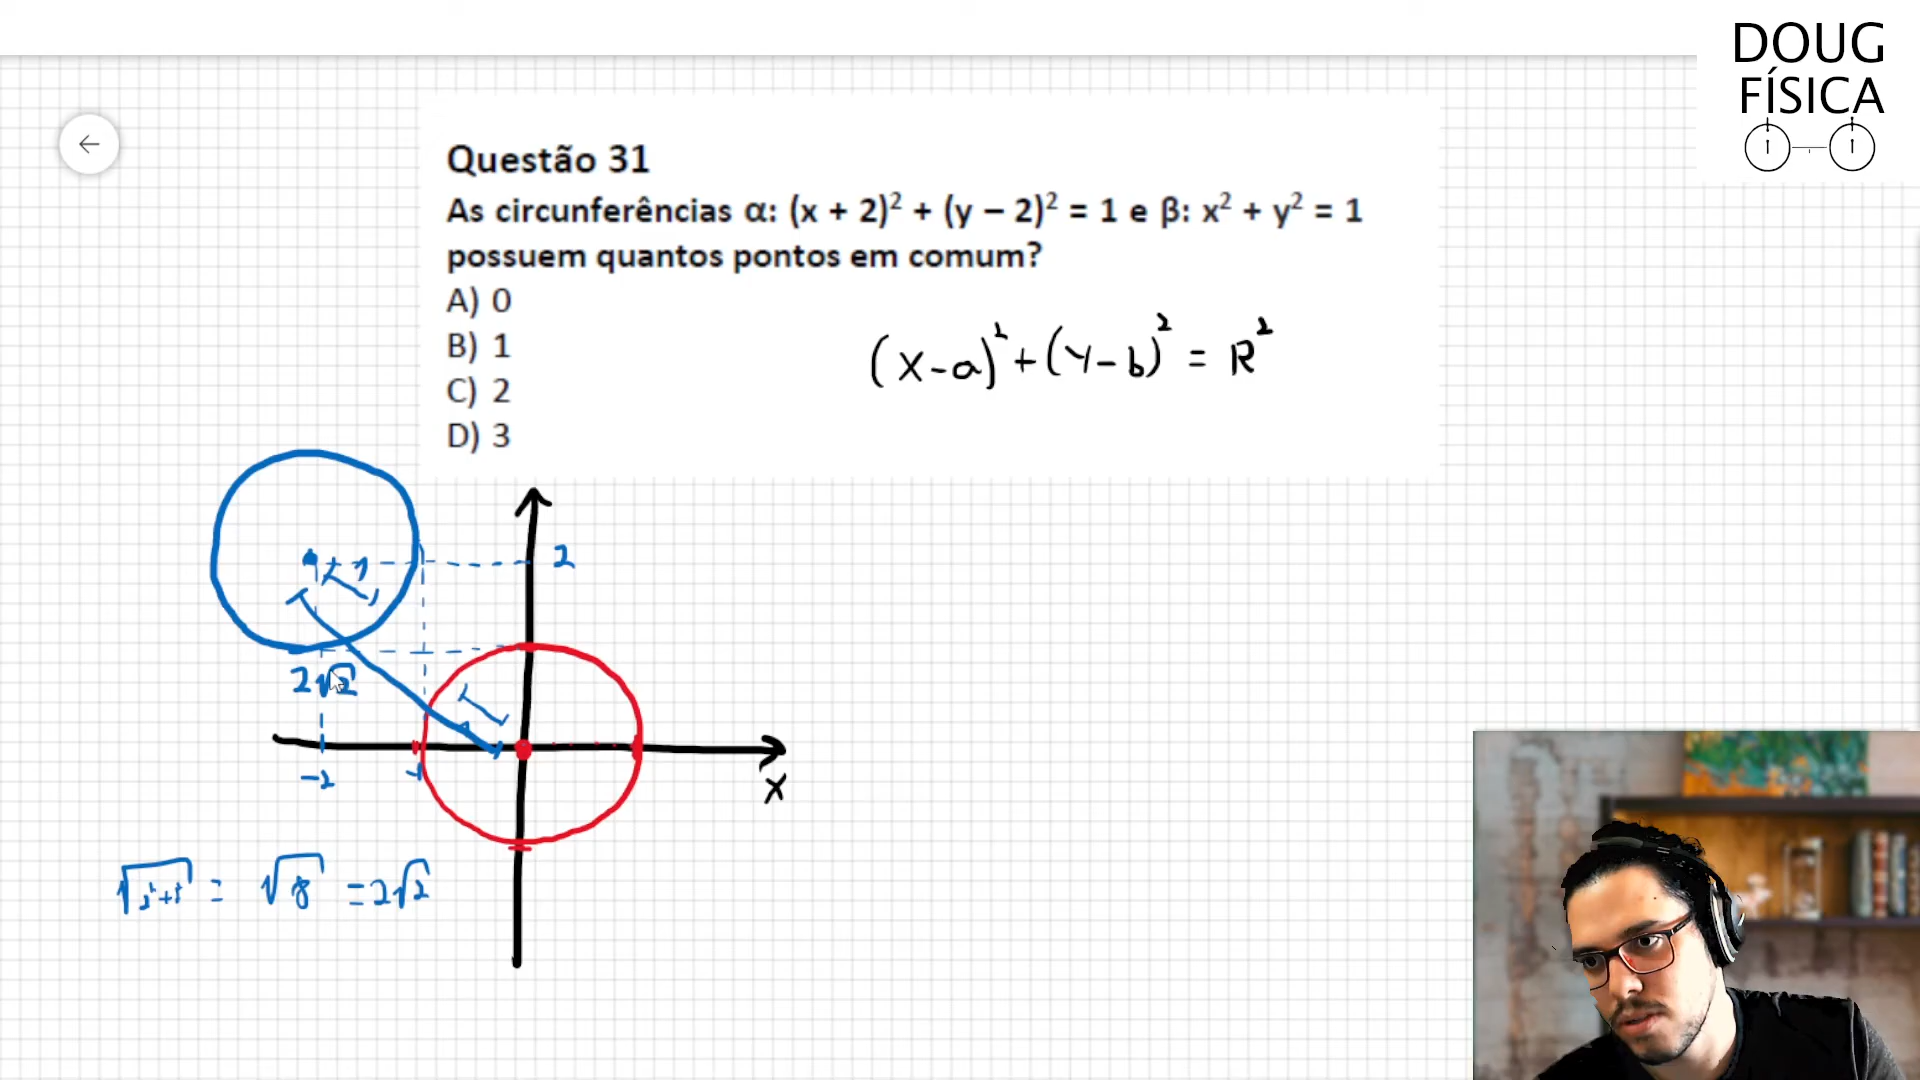 DOUG
FÍSICA
Questão 31
As circunferências α: (x + 2)² + (y – 2)² = 1 e β: x² + y² = 1
possuem quantos pontos em comum?
A) 0
B) 1
C) 2
D) 3
(x-a)² + (y-b)² = R²
2
1
2√2
-2
-1
x
= √8 = 2√2